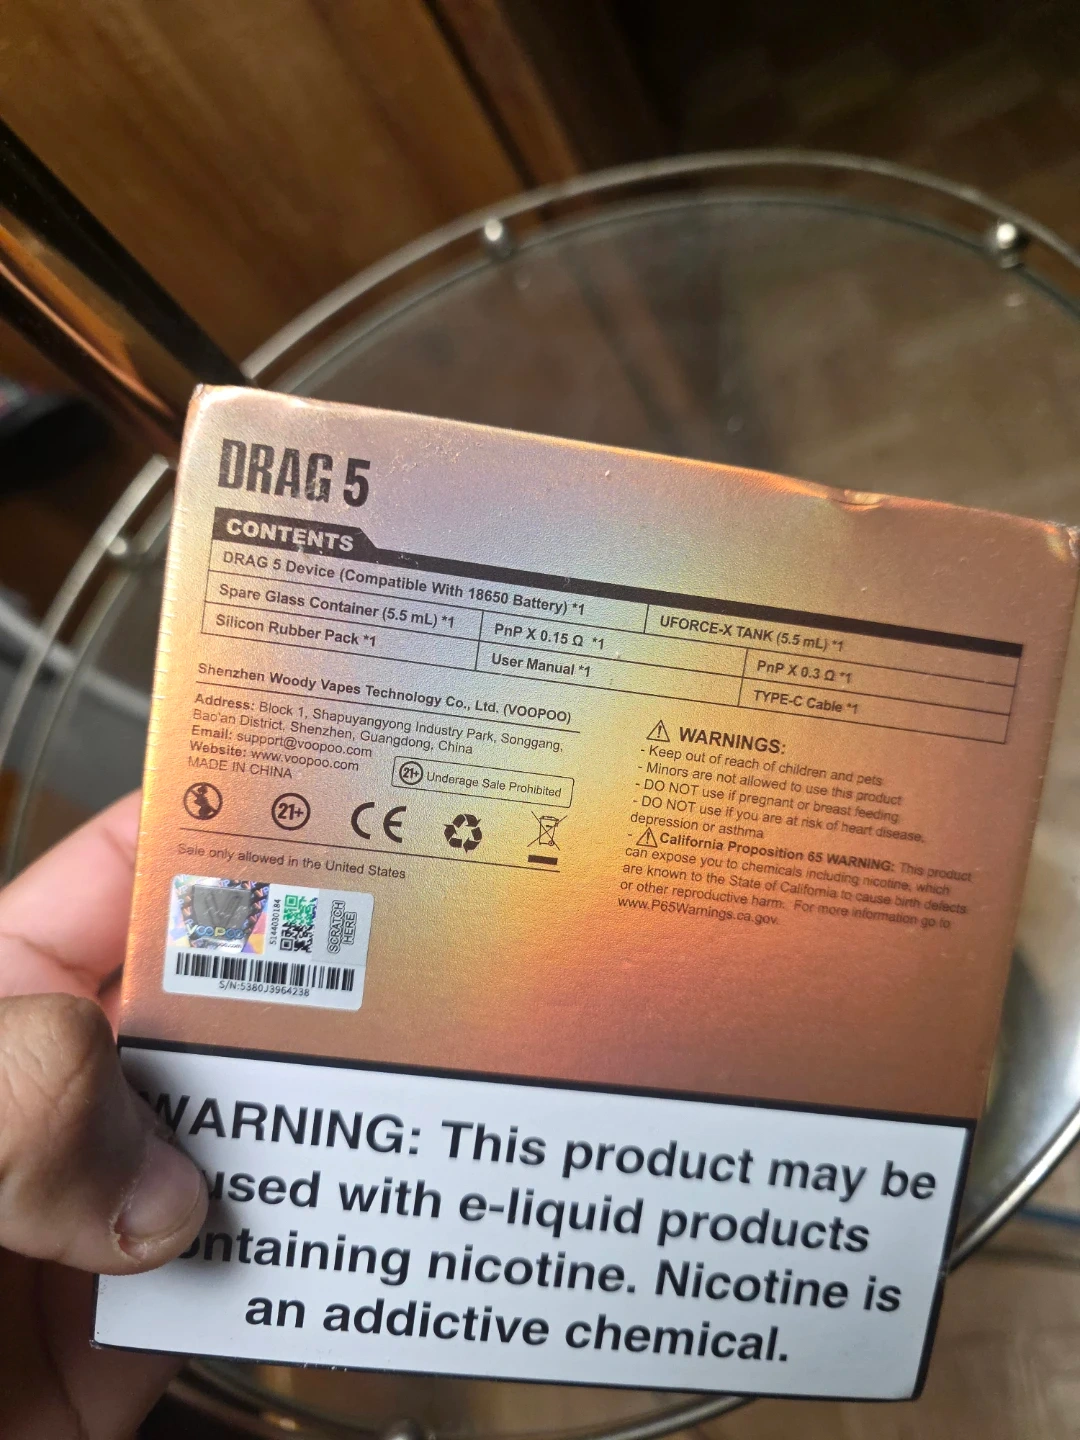 DRAG 5
CONTENTS
DRAG 5 Device (Compatible With 18650 Battery) *1
UFORCE-X TANK (5.5 mL) *1
Spare Glass Container (5.5 mL) *1
PnP X 0.15 Ω *1
PnP X 0.3 Ω *1
Silicon Rubber Pack *1
User Manual *1
TYPE-C Cable *1
Shenzhen Woody Vapes Technology Co., Ltd. (VOOPOO)
Address: Block 1, Shapuyangyong Industry Park, Songgang,
Bao'an District, Shenzhen, Guangdong, China
Email: support@voopoo.com
Website: www.voopoo.com
MADE IN CHINA
21+ Underage Sale Prohibited
21+
CE
Sale only allowed in the United States
⚠ WARNINGS:
- Keep out of reach of children and pets
- Minors are not allowed to use this product
- DO NOT use if pregnant or breast feeding
- DO NOT use if you are at risk of heart disease,
depression or asthma
- ⚠ California Proposition 65 WARNING: This product
can expose you to chemicals including nicotine, which
are known to the State of California to cause birth defects
or other reproductive harm. For more information go to
www.P65Warnings.ca.gov.
VOOPOO
S144030184
SCRATCH
HERE
S/N:5380J3964238
WARNING: This product may be
used with e-liquid products
containing nicotine. Nicotine is
an addictive chemical.